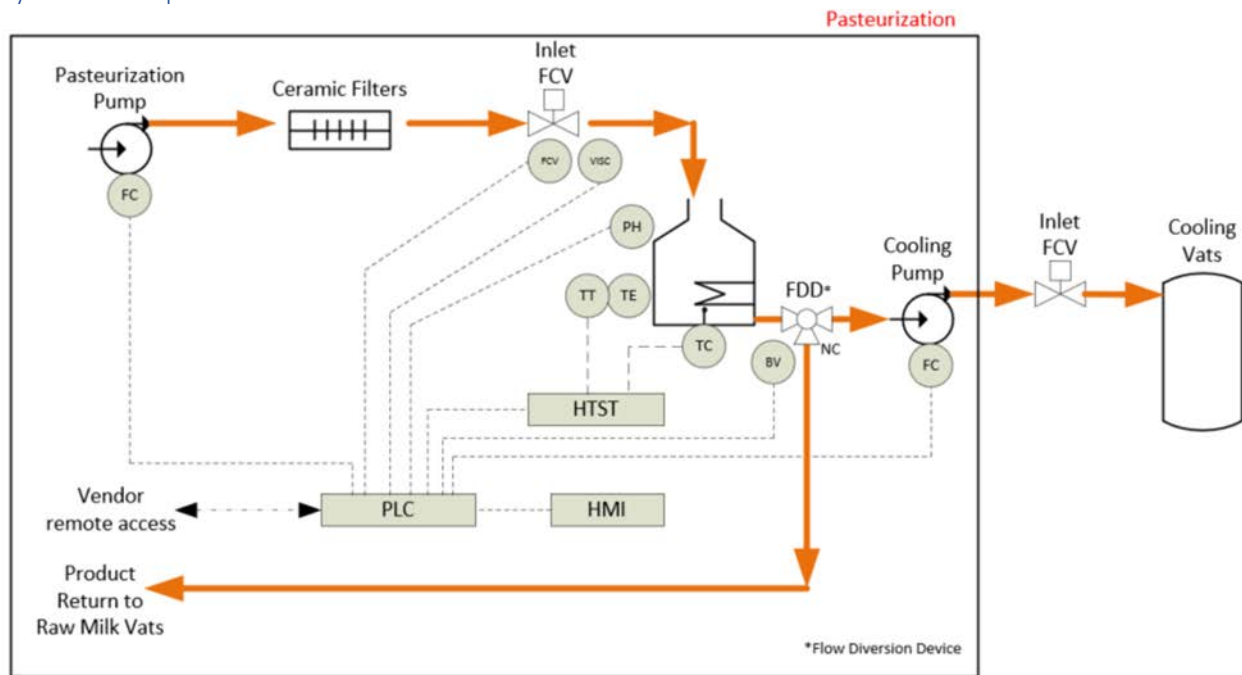 Pasteurization
Pasteurization
Pump
Ceramic Filters
Inlet
FCV
FCV
VISC
FC
PH
TT
TE
TC
FDD*
NC
BV
Cooling
Pump
FC
Inlet
FCV
Cooling
Vats
HTST
Vendor
remote access
PLC
HMI
Product
Return to
Raw Milk Vats
*Flow Diversion Device